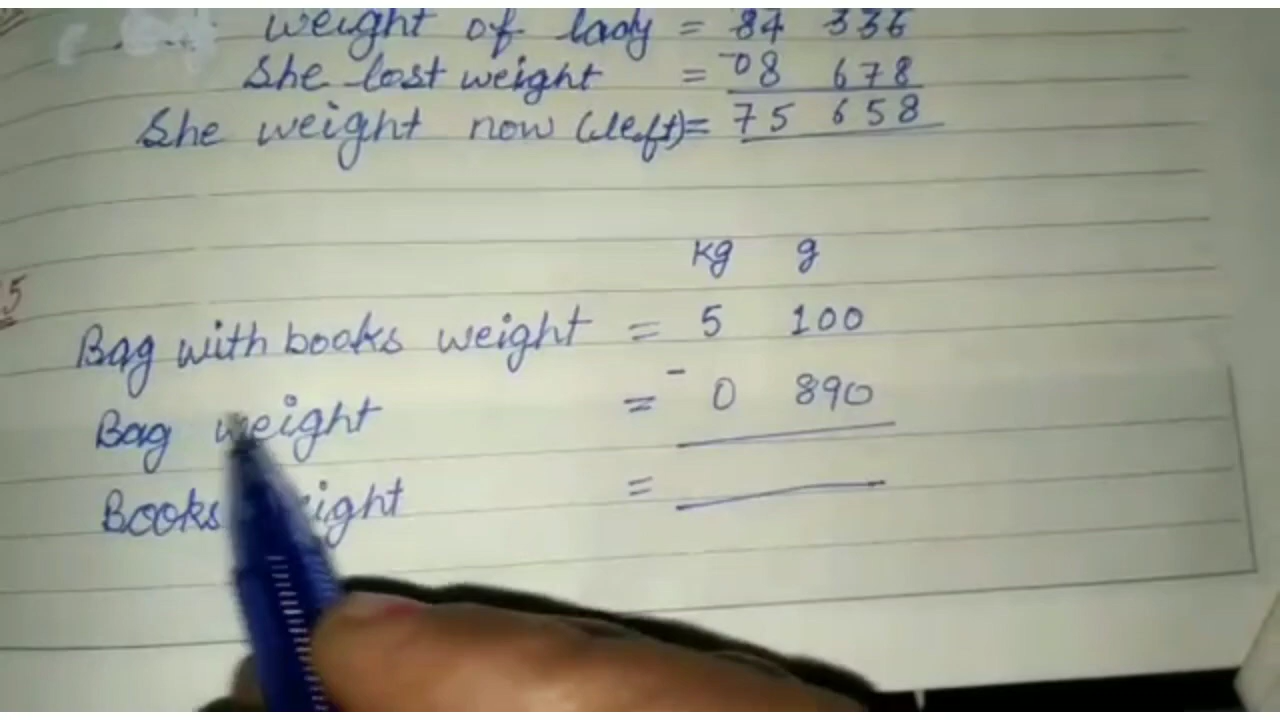 weight of lady = 84 336
She lost weight = -08 678
She weight now (left) = 75 658
5
kg g
Bag with books weight = 5 100
Bag weight = - 0 890
Books =